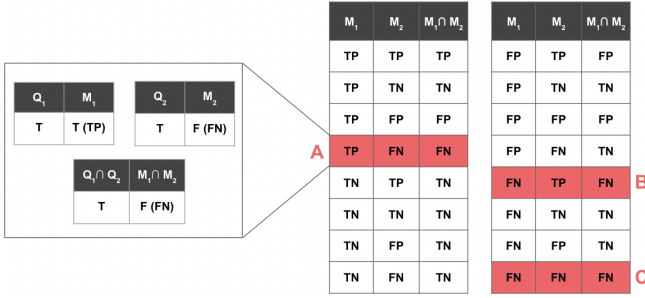 Q₁ M₁
T T (TP)
Q₂ M₂
T F (FN)
Q₁∩ Q₂ M₁∩ M₂
T F (FN)
M₁ M₂ M₁∩ M₂
TP TP TP
TP TN TN
TP FP FP
A TP FN FN
TN TP TN
TN TN TN
TN FP TN
TN FN TN
M₁ M₂ M₁∩ M₂
FP TP FP
FP TN TN
FP FP FP
FP FN TN
FN TP FN B
FN TN TN
FN FP TN
FN FN FN C